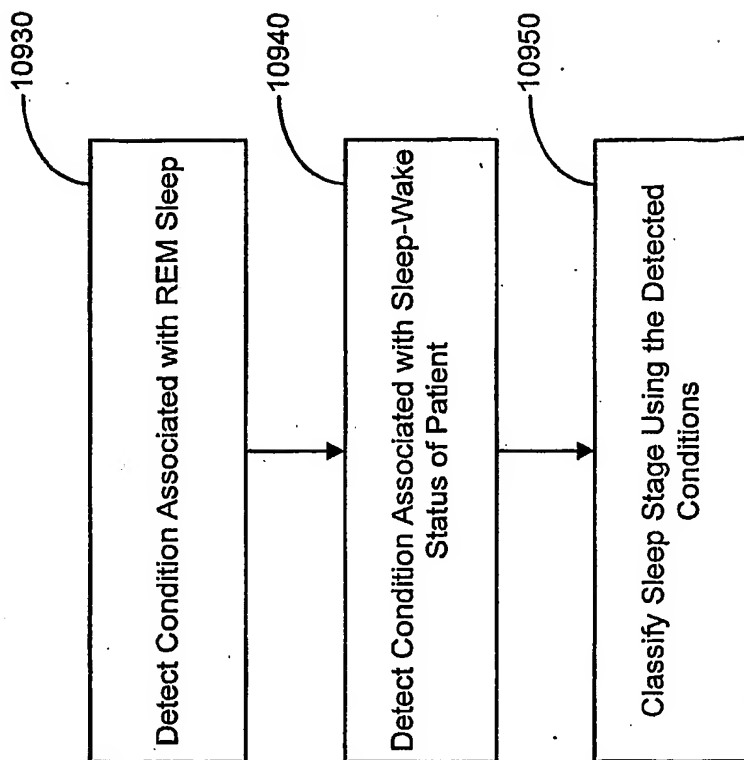 10930
Detect Condition Associated with REM Sleep
10940
Detect Condition Associated with Sleep-Wake
Status of Patient
10950
Classify Sleep Stage Using the Detected
Conditions